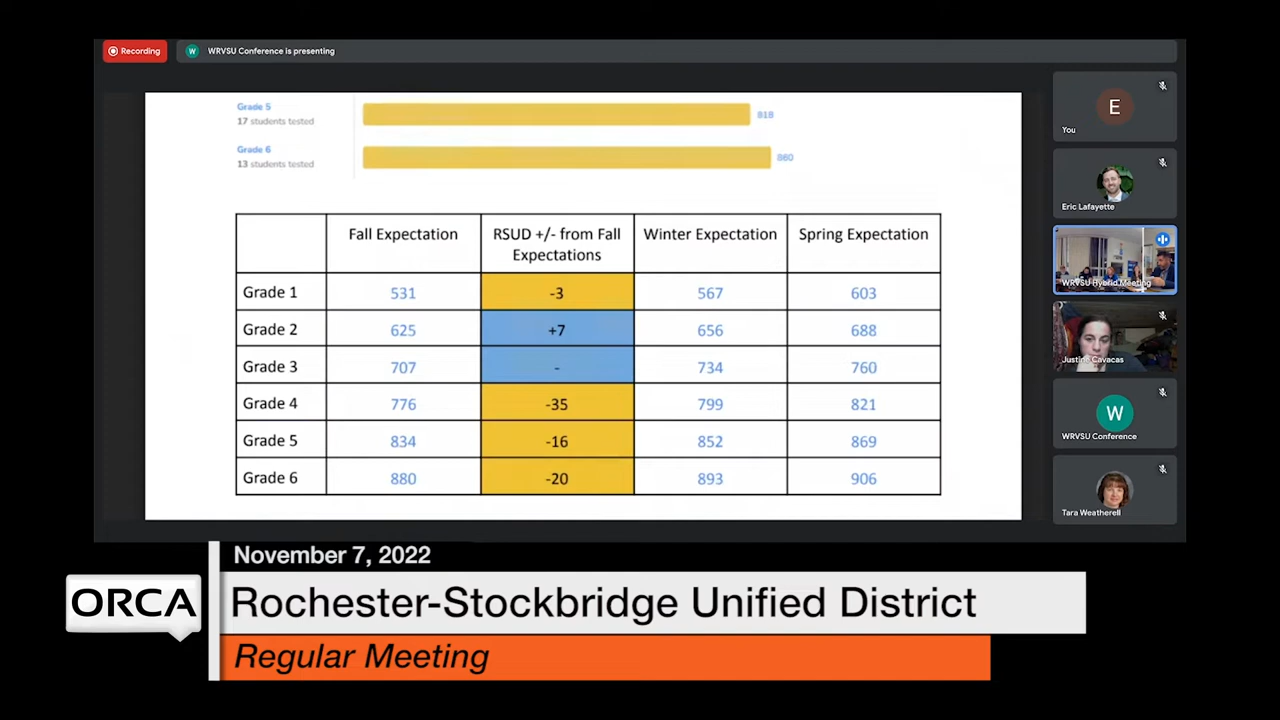 Recording
W WRVSU Conference is presenting
Grade 5
17 students tested
818
Grade 6
13 students tested
860
Fall Expectation RSUD +/- from Fall Expectations Winter Expectation Spring Expectation
Grade 1 531 -3 567 603
Grade 2 625 +7 656 688
Grade 3 707 - 734 760
Grade 4 776 -35 799 821
Grade 5 834 -16 852 869
Grade 6 880 -20 893 906
E
You
Eric Lafayette
WRVSU Hybrid Meeting
Justine Cavacas
W
WRVSU Conference
Tara Weatherell
November 7, 2022
ORCA
Rochester-Stockbridge Unified District
Regular Meeting